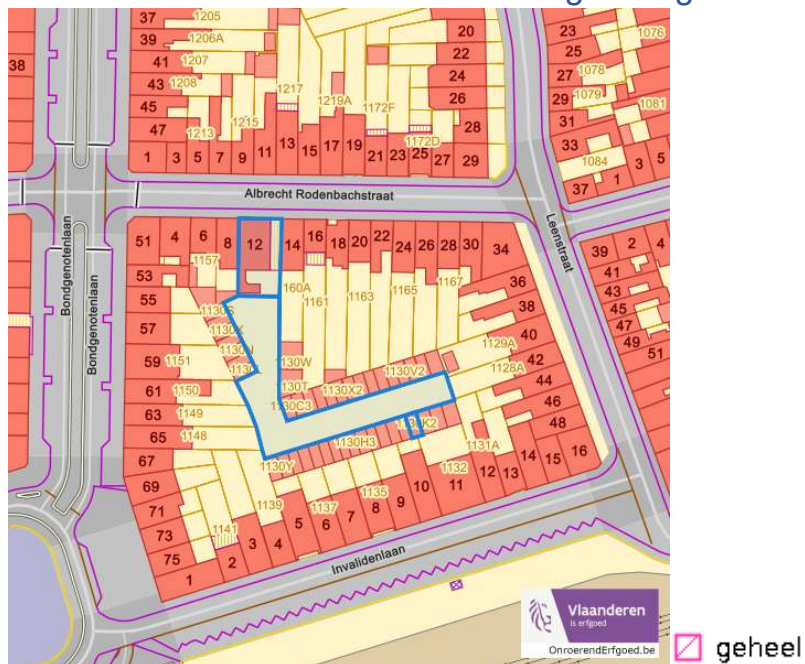 37
1205
39
1206A
41
1207
43
1208
45
47
1213
1215
1217
1219A
1172F
1172D
20
22
24
26
28
1 3 5 7 9 11 13 15 17 19 21 23 25 27 29
38
23
25
27
29
31
33
37
1 3 5
1076
1078
1079
1081
1084
Albrecht Rodenbachstraat
Bondgenotenlaan
Bondgenotenlaan
Leenstraat
51 4 6 8 12 14 16 18 20 22 24 26 28 30 34
53
1157
55
57
59
61
63
65
67
69
71
73
75
160A
1161
1163
1165
1167
36
38
40
42
44
46
48
39 2 4
41
43
45
47
49
51
1151
1150
1149
1148
1130W
1130T
1130C3
1130X2
1130V2
1129A
1128A
1130H3
1130Y
1131A
1132
1135
1137
1139
1141
1 2 3 4 5 6 7 8 9 10 11 12 13 14 15 16
Invalidenlaan
Vlaanderen
is erfgoed
OnroerendErfgoed.be
geheel